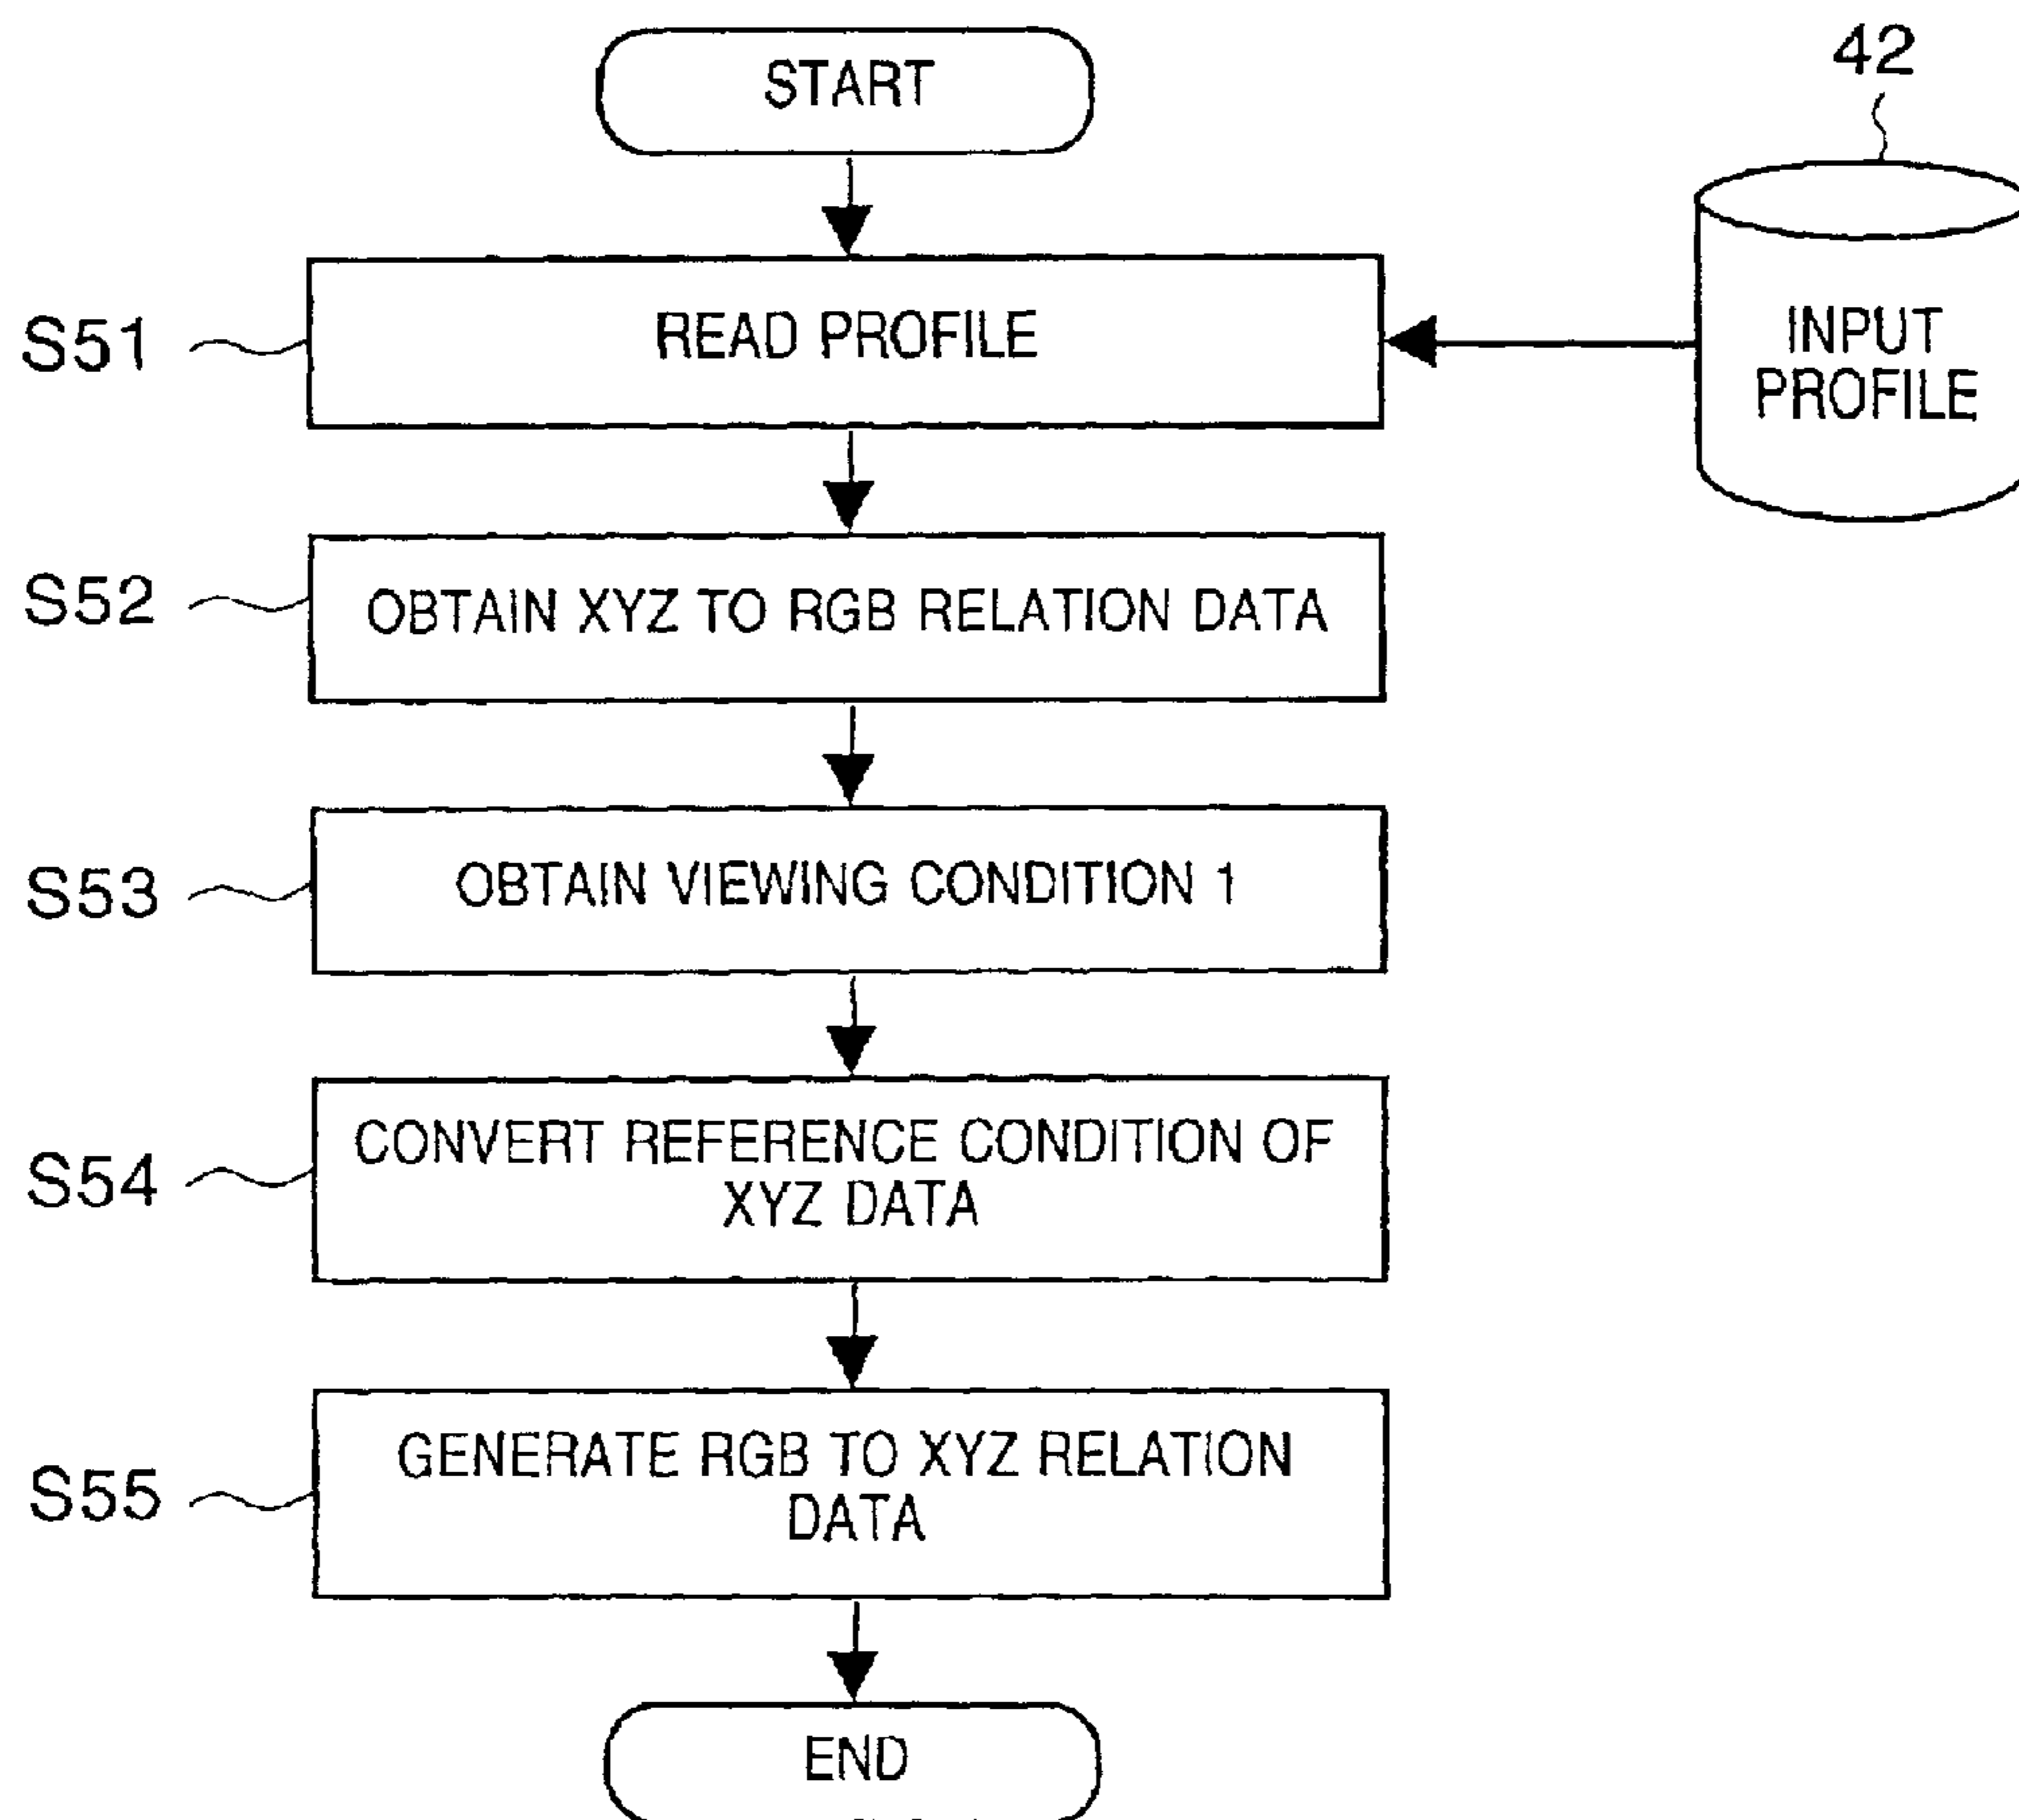 START
42
S51
READ PROFILE
INPUT
PROFILE
S52
OBTAIN XYZ TO RGB RELATION DATA
S53
OBTAIN VIEWING CONDITION 1
S54
CONVERT REFERENCE CONDITION OF
XYZ DATA
S55
GENERATE RGB TO XYZ RELATION
DATA
END